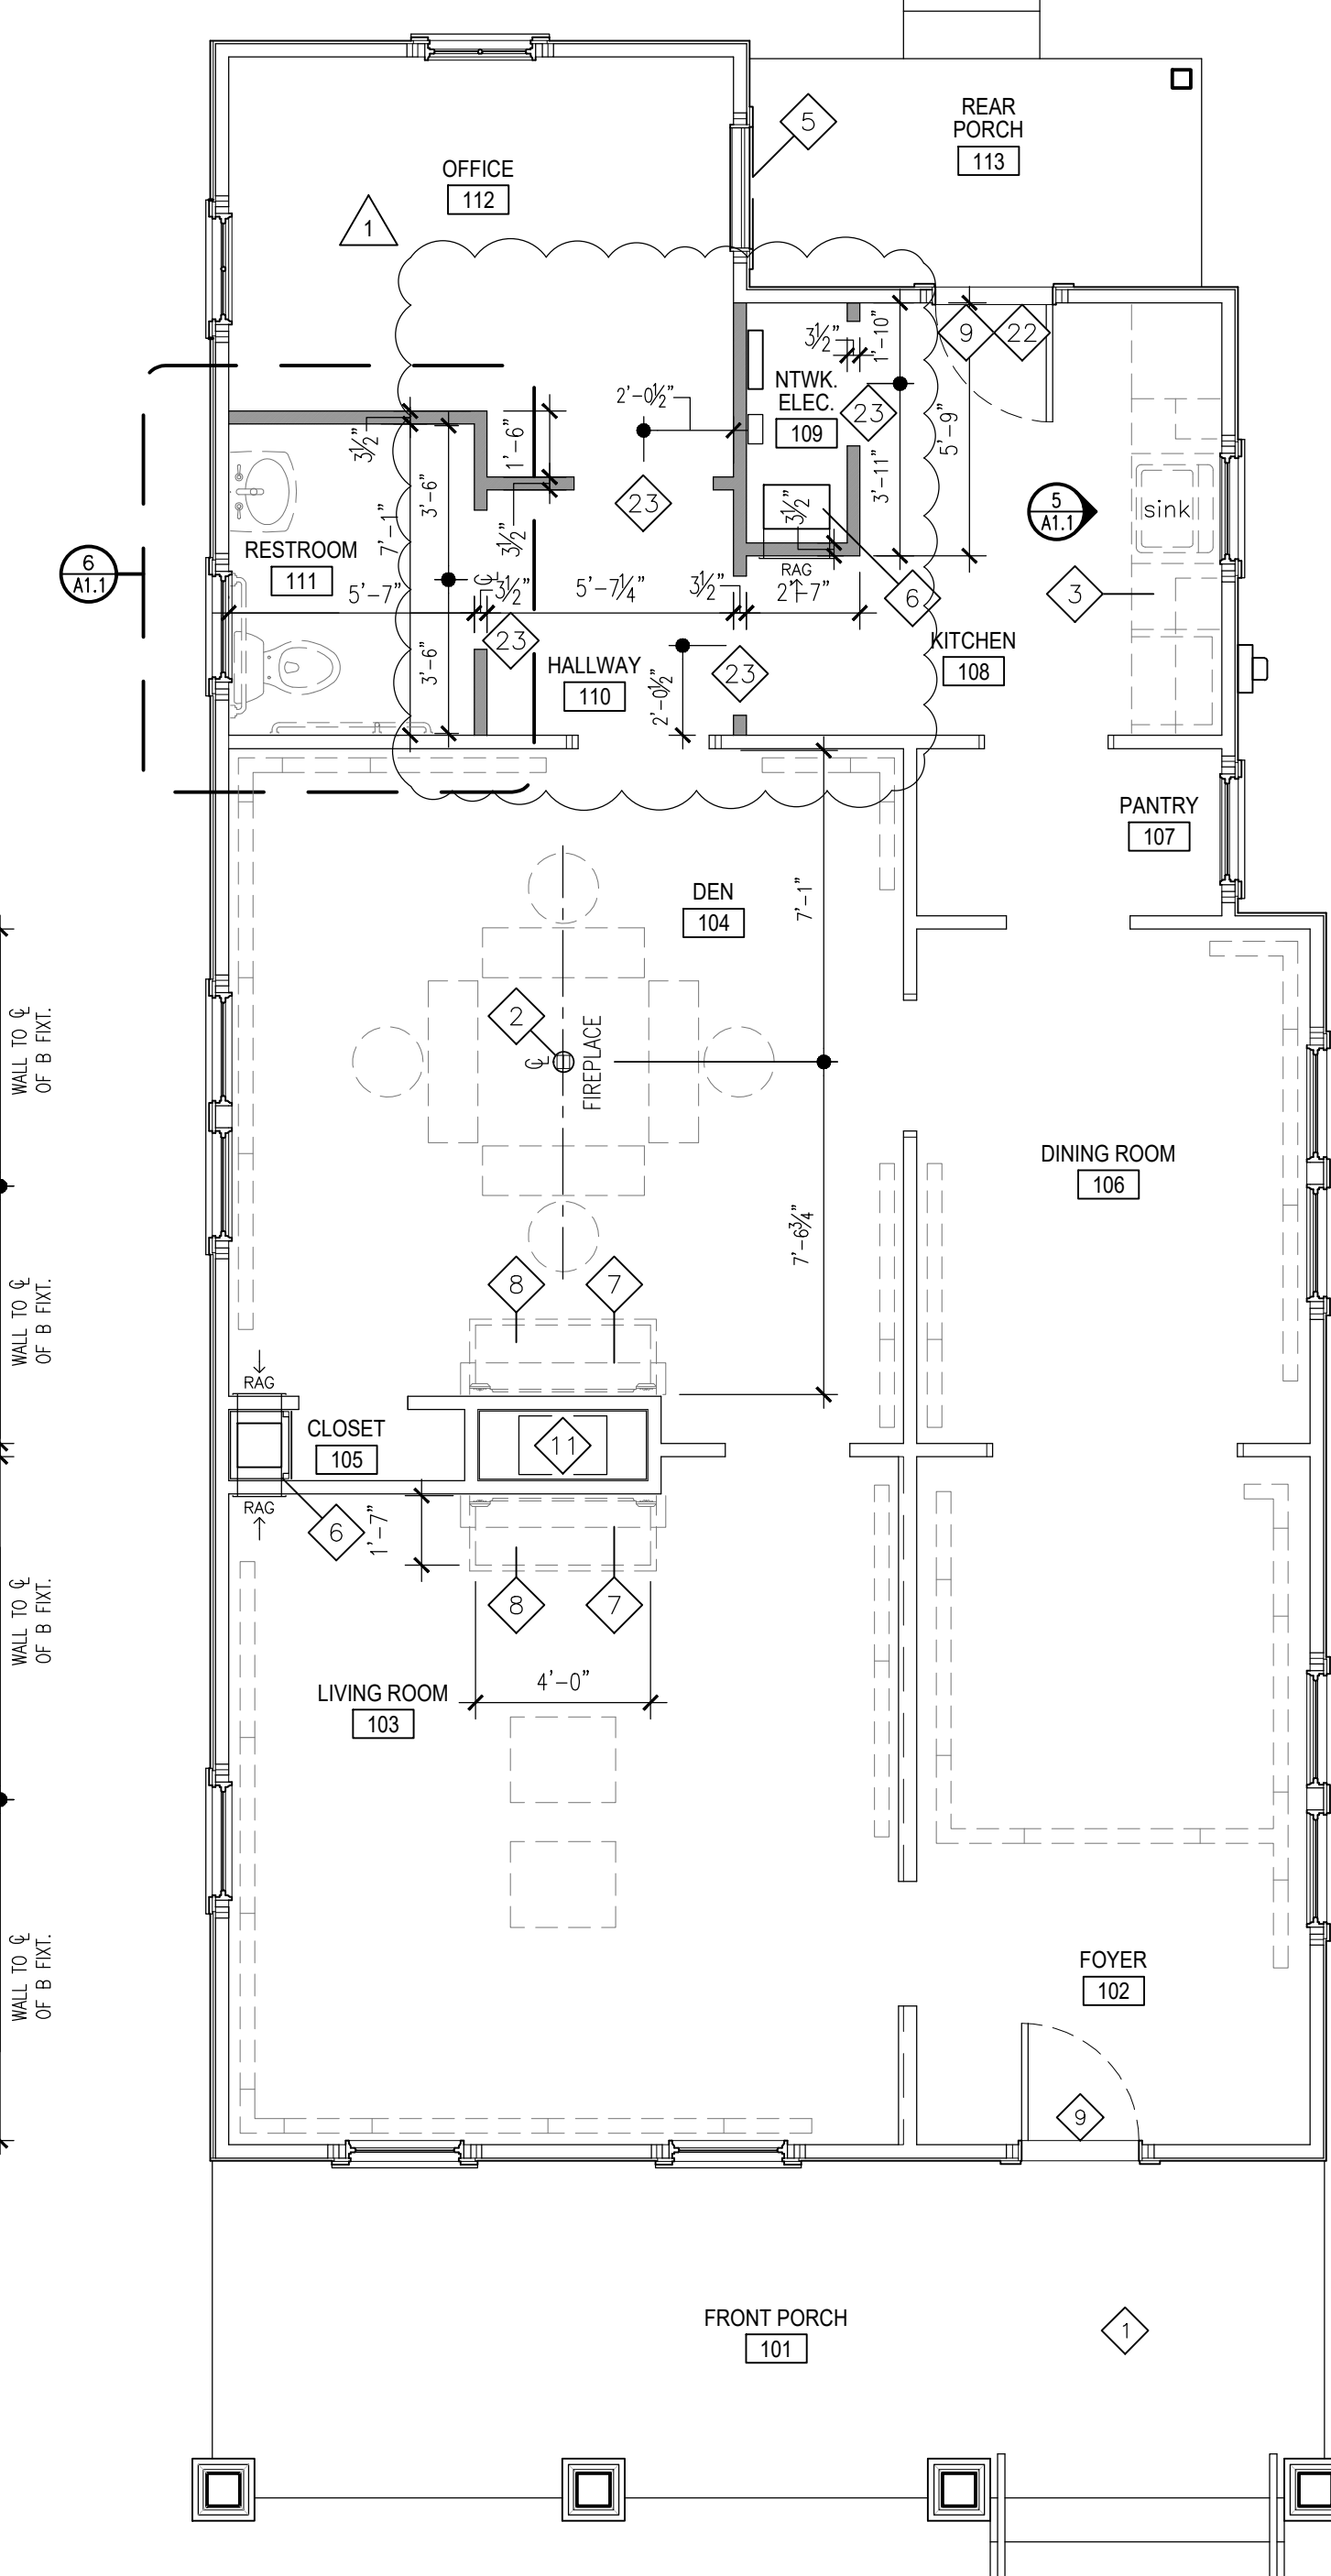 REAR
PORCH
113
5
OFFICE
112
1
9
22
3½"
1'-10"
NTWK.
ELEC.
109
23
2'-0½"
3½"
1'-6"
5'-9"
3'-6"
7'-1"
3½"
23
3½"
3'-11"
5
A1.1
sink
RESTROOM
111
6
A1.1
RAG
5'-7"
℄
3½"
5'-7¼"
3½"
2'-7"
6
3
23
3'-6"
HALLWAY
110
2'-0½"
23
KITCHEN
108
PANTRY
107
DEN
104
7'-1"
WALL TO ℄
OF B FIXT.
2
℄
FIREPLACE
DINING ROOM
106
7'-6¾"
WALL TO ℄
OF B FIXT.
8
7
RAG
CLOSET
105
11
RAG
6
1'-7"
8
7
WALL TO ℄
OF B FIXT.
4'-0"
LIVING ROOM
103
WALL TO ℄
OF B FIXT.
FOYER
102
9
FRONT PORCH
101
1